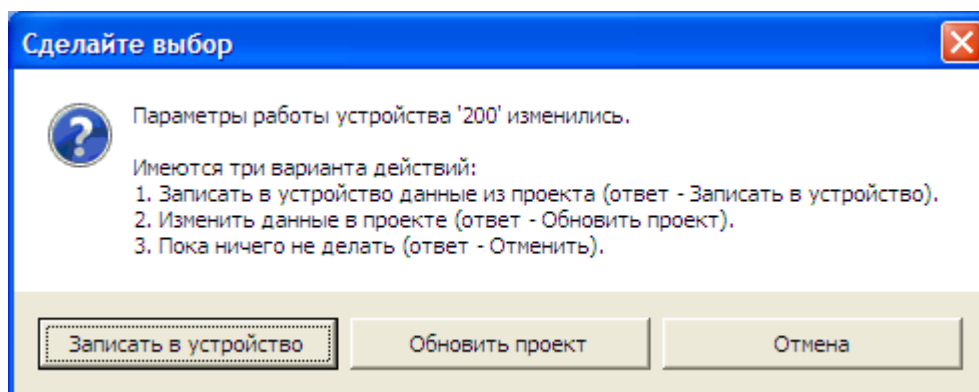 Сделайте выбор
Параметры работы устройства '200' изменились.
Имеются три варианта действий:
1. Записать в устройство данные из проекта (ответ - Записать в устройство).
2. Изменить данные в проекте (ответ - Обновить проект).
3. Пока ничего не делать (ответ - Отменить).
Записать в устройство
Обновить проект
Отмена